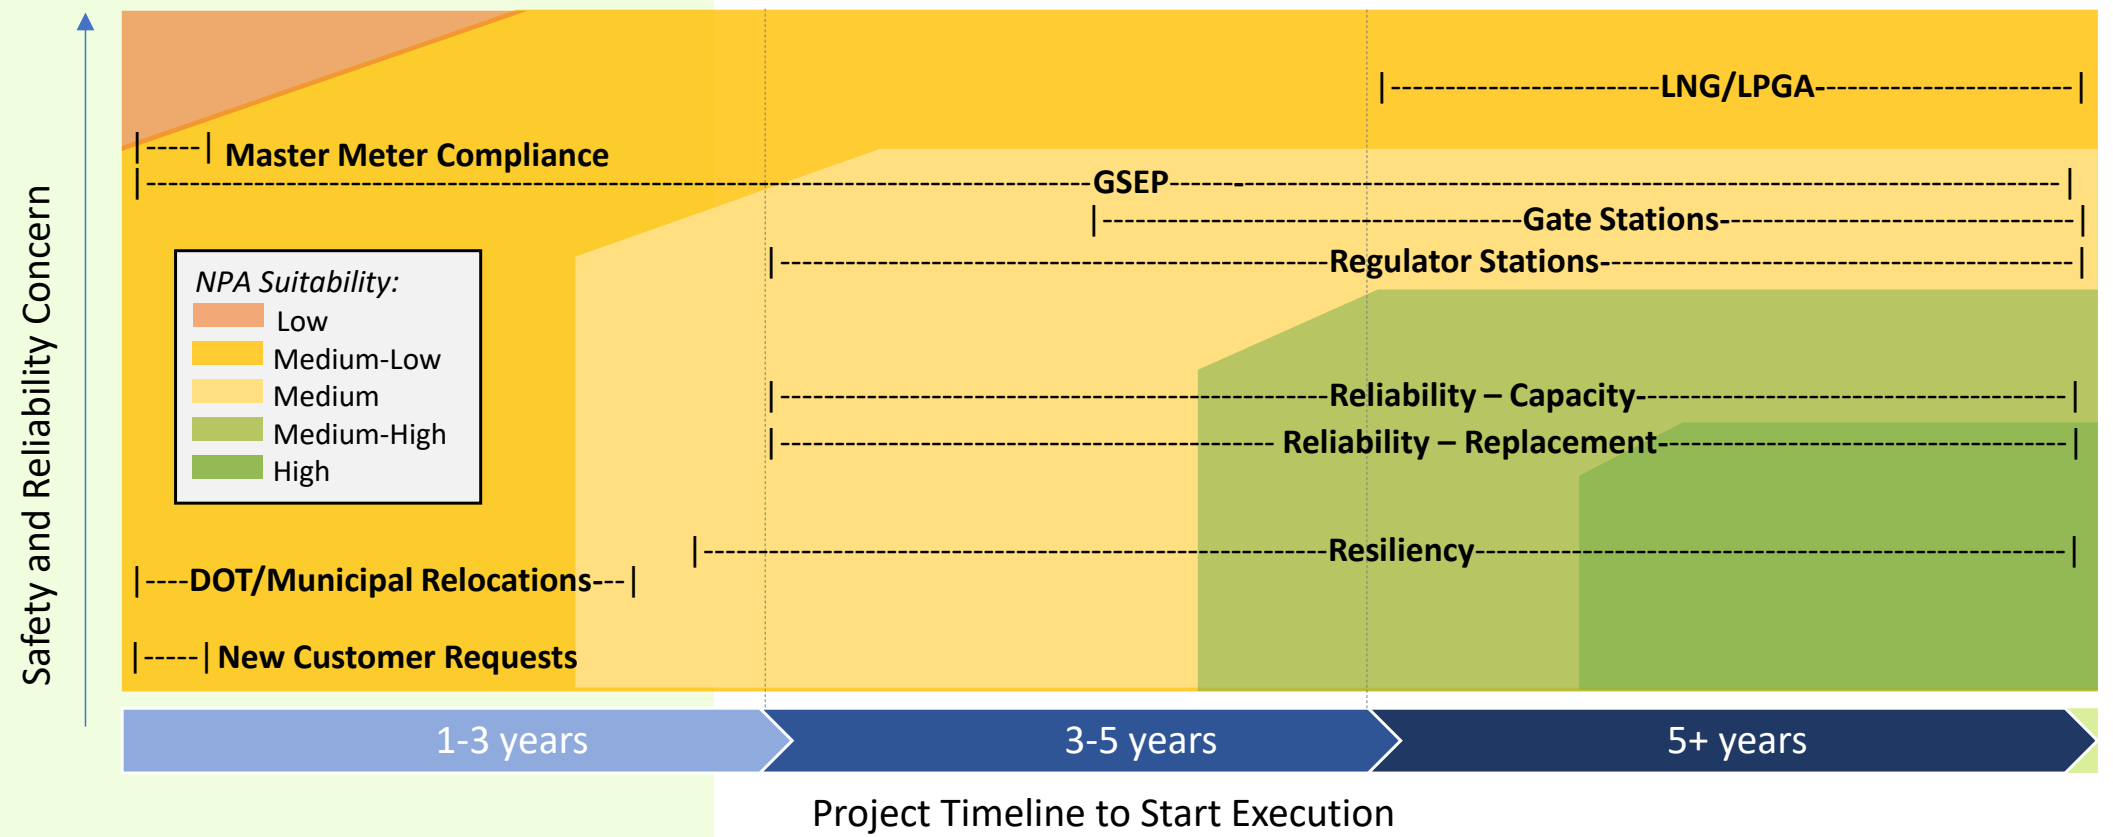 Safety and Reliability Concern
|-----------------------LNG/LPGA-----------------------|
|-----| Master Meter Compliance
|--------------------GSEP--------------------|
|--------------------Gate Stations--------------------|
|--------------------Regulator Stations--------------------|
NPA Suitability:
Low
Medium-Low
Medium
Medium-High
High
|--------------------Reliability – Capacity--------------------|
|-------------------- Reliability – Replacement--------------------|
|--------------------Resiliency--------------------|
|----DOT/Municipal Relocations---|
|-----| New Customer Requests
1-3 years
3-5 years
5+ years
Project Timeline to Start Execution